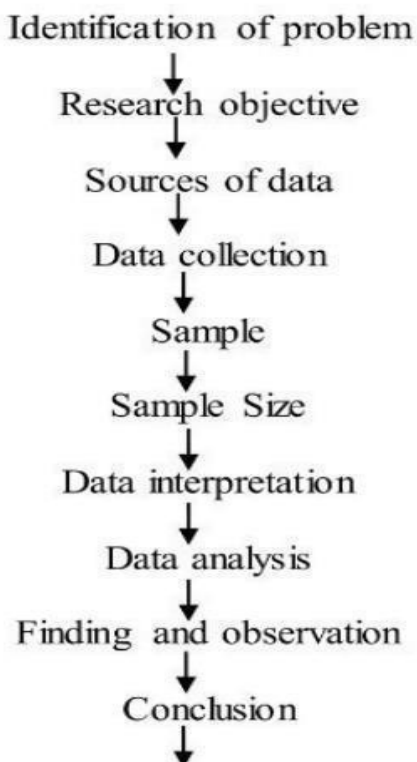 Identification of problem
Research objective
Sources of data
Data collection
Sample
Sample Size
Data interpretation
Data analysis
Finding and observation
Conclusion